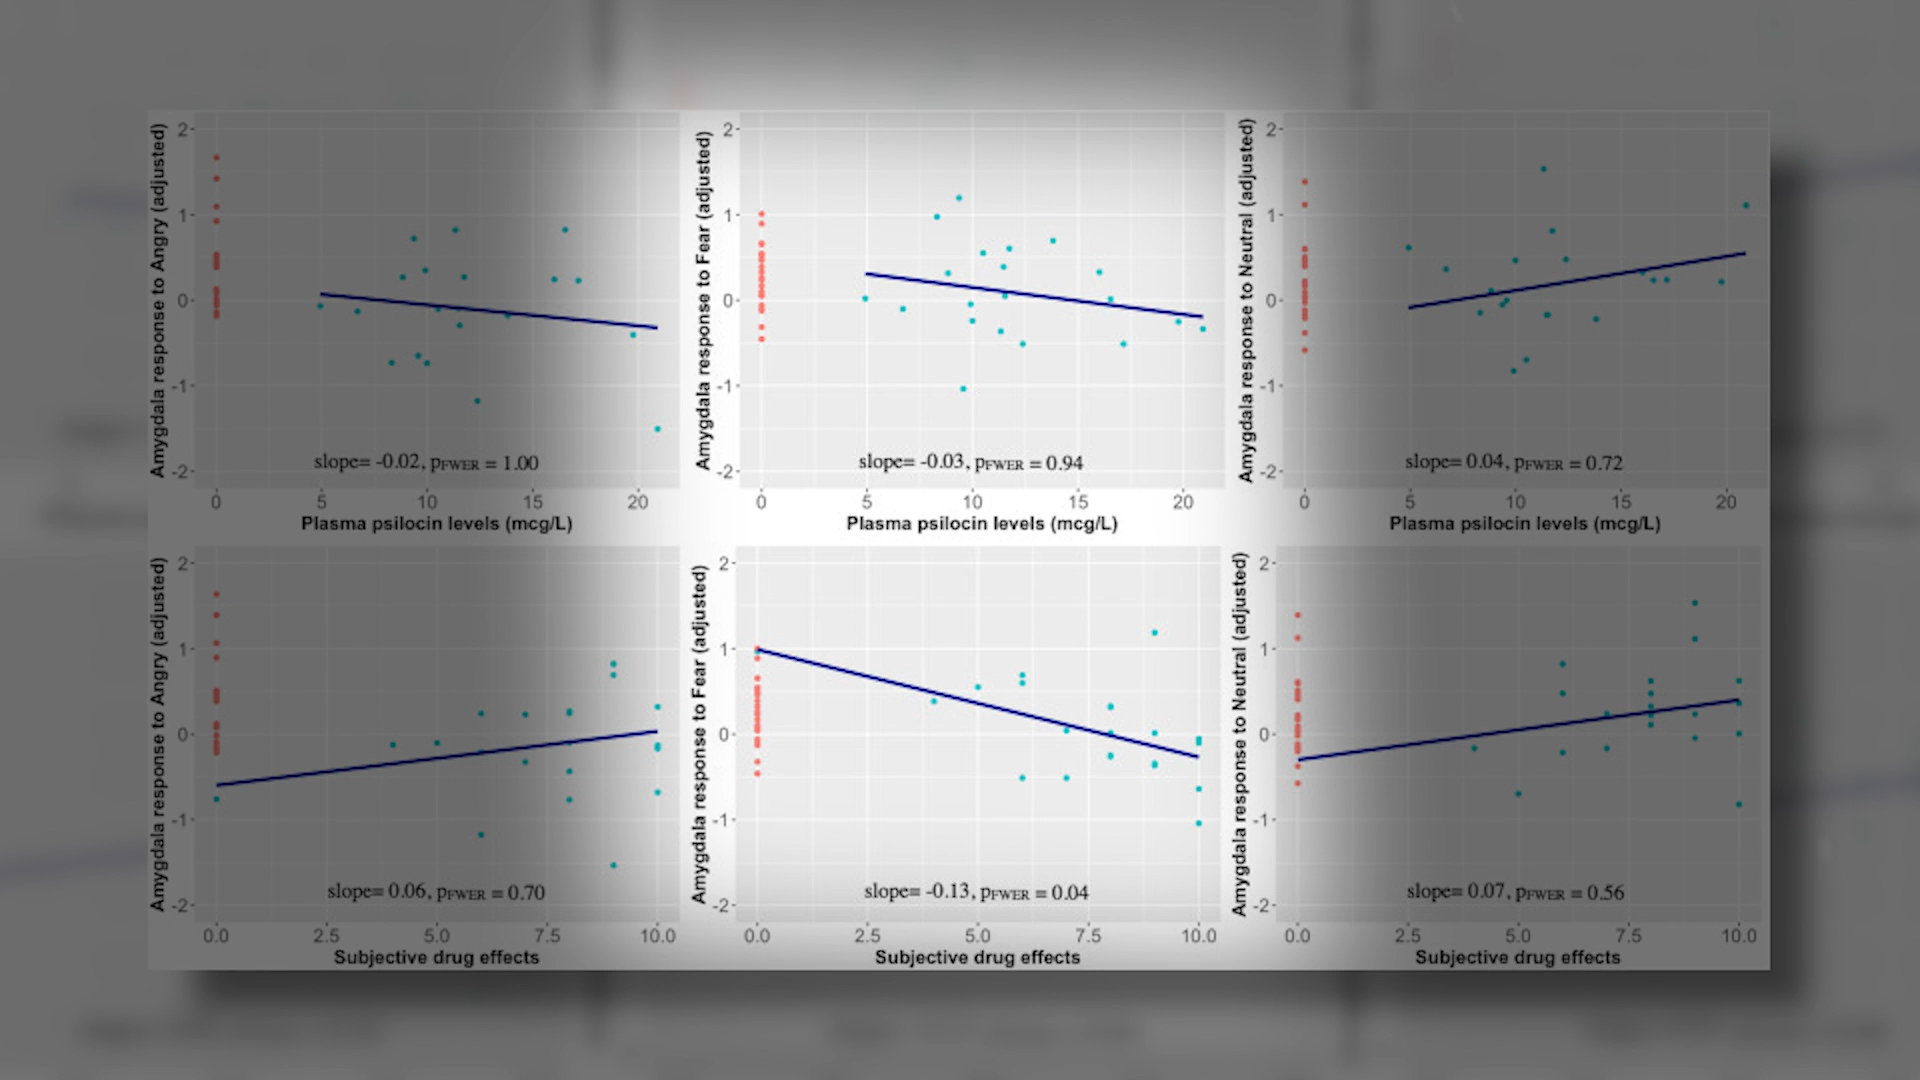 Amygdala response to Angry (adjusted)
2
1
0
-1
-2
slope= -0.02, pFWER = 1.00
0 5 10 15 20
Plasma psilocin levels (mcg/L)
Amygdala response to Fear (adjusted)
2
1
0
-1
-2
slope= -0.03, pFWER = 0.94
0 5 10 15 20
Plasma psilocin levels (mcg/L)
Amygdala response to Neutral (adjusted)
2
1
0
-1
-2
slope= 0.04, pFWER = 0.72
0 5 10 15 20
Plasma psilocin levels (mcg/L)
Amygdala response to Angry (adjusted)
2
1
0
-1
-2
slope= 0.06, pFWER = 0.70
0.0 2.5 5.0 7.5 10.0
Subjective drug effects
Amygdala response to Fear (adjusted)
2
1
0
-1
-2
slope= -0.13, pFWER = 0.04
0.0 2.5 5.0 7.5 10.0
Subjective drug effects
Amygdala response to Neutral (adjusted)
2
1
0
-1
-2
slope= 0.07, pFWER = 0.56
0.0 2.5 5.0 7.5 10.0
Subjective drug effects